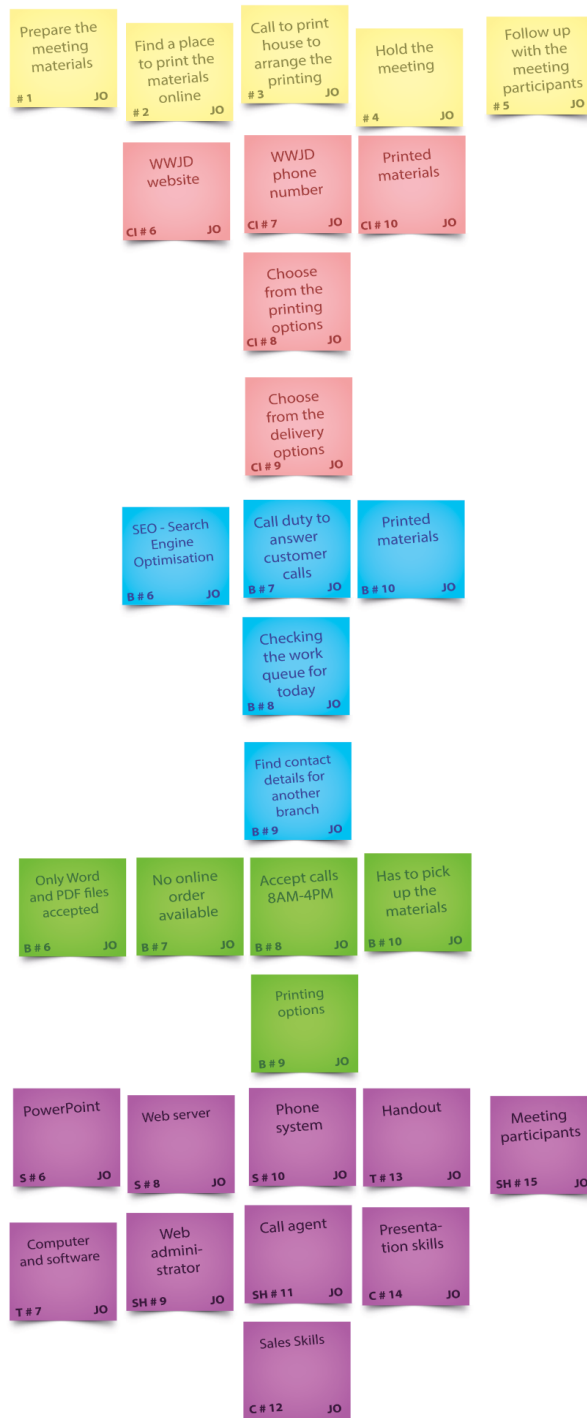 Prepare the
meeting
materials
# 1 JO
Find a place
to print the
materials
online
# 2 JO
Call to print
house to
arrange the
printing
# 3 JO
Hold the
meeting
# 4 JO
Follow up
with the
meeting
participants
# 5 JO
WWJD
website
CI # 6 JO
WWJD
phone
number
CI # 7 JO
Printed
materials
CI # 10 JO
Choose
from the
printing
options
CI # 8 JO
Choose
from the
delivery
options
CI # 9 JO
SEO - Search
Engine
Optimisation
B # 6 JO
Call duty to
answer
customer
calls
B # 7 JO
Printed
materials
B # 10 JO
Checking
the work
queue for
today
B # 8 JO
Find contact
details for
another
branch
B # 9 JO
Only Word
and PDF files
accepted
B # 6 JO
No online
order
available
B # 7 JO
Accept calls
8AM-4PM
B # 8 JO
Has to pick
up the
materials
B # 10 JO
Printing
options
B # 9 JO
PowerPoint
S # 6 JO
Web server
S # 8 JO
Phone
system
S # 10 JO
Handout
T # 13 JO
Meeting
participants
SH # 15 JO
Computer
and software
T # 7 JO
Web
admini-
strator
SH # 9 JO
Call agent
SH # 11 JO
Presenta-
tion skills
C # 14 JO
Sales Skills
C # 12 JO